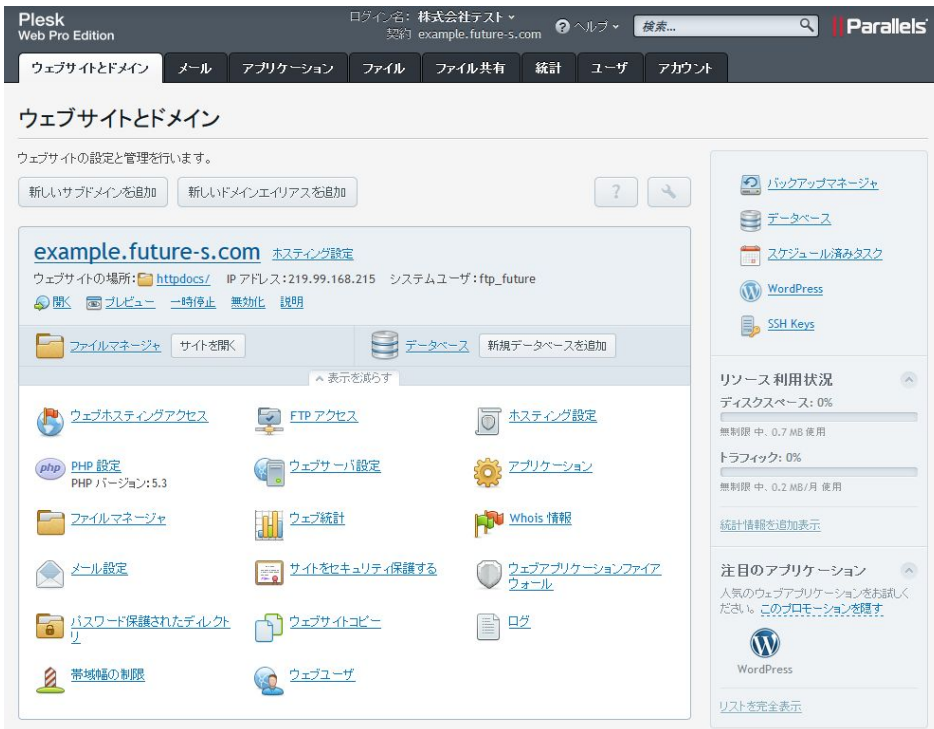 Plesk
Web Pro Edition
ログイン名: 株式会社テスト
契約 example.future-s.com
ヘルプ
検索...
Parallels
ウェブサイトとドメイン メール アプリケーション ファイル ファイル共有 統計 ユーザ アカウント
ウェブサイトとドメイン
ウェブサイトの設定と管理を行います。
新しいサブドメインを追加 新しいドメインエイリアスを追加 ?
example.future-s.com ホスティング設定
ウェブサイトの場所: httpdocs/ IP アドレス:219.99.168.215 システムユーザ:ftp_future
開く プレビュー 一時停止 無効化 説明
ファイルマネージャ サイトを開く データベース 新規データベースを追加
表示を減らす
ウェブホスティングアクセス FTP アクセス ホスティング設定
php PHP 設定 ウェブサーバ設定 アプリケーション
PHP バージョン:5.3
ファイルマネージャ ウェブ統計 Whois 情報
メール設定 サイトをセキュリティ保護する ウェブアプリケーションファイア
ウォール
パスワード保護されたディレクト ウェブサイトコピー ログ
リ
帯域幅の制限 ウェブユーザ
バックアップマネージャ
データベース
スケジュール済みタスク
WordPress
SSH Keys
リソース利用状況
ディスクスペース: 0%
無制限 中、0.7 MB 使用
トラフィック: 0%
無制限 中、0.2 MB/月 使用
統計情報を追加表示
注目のアプリケーション
人気のウェブアプリケーションをお試しく
ださい。このプロモーションを隠す
WordPress
リストを完全表示